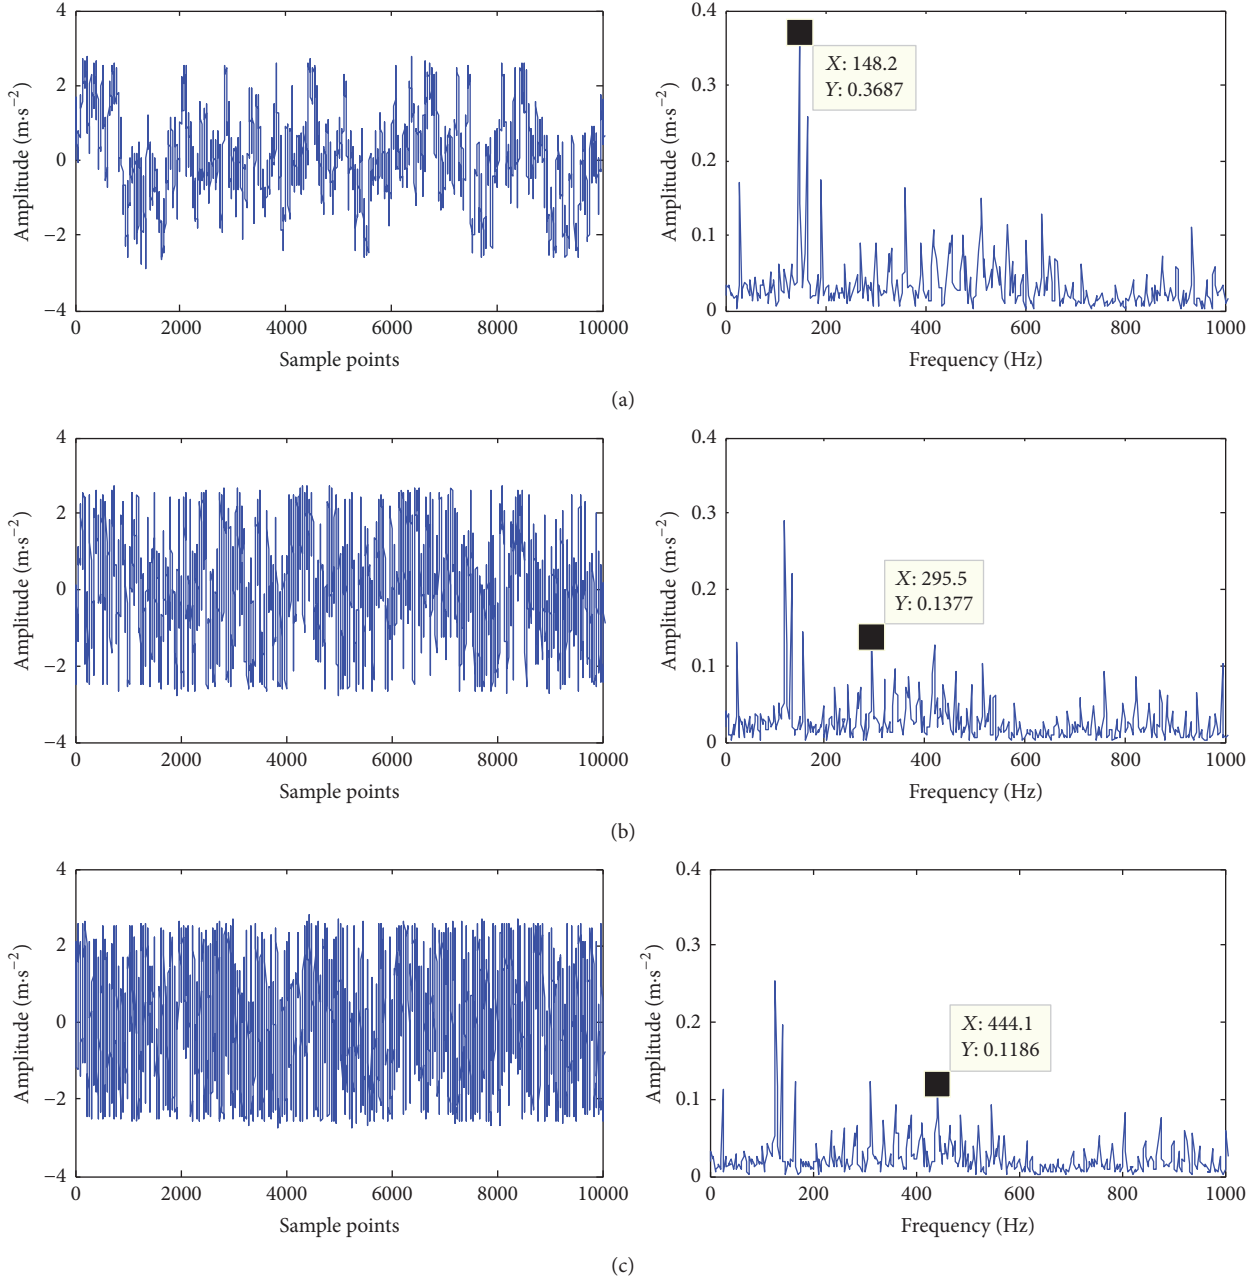 4
2
0
−2
−4
Amplitude (m·s−2)
0 2000 4000 6000 8000 10000
Sample points
0.4
0.3
0.2
0.1
0
Amplitude (m·s−2)
X: 148.2
Y: 0.3687
0 200 400 600 800 1000
Frequency (Hz)
(a)
4
2
0
−2
−4
Amplitude (m·s−2)
0 2000 4000 6000 8000 10000
Sample points
0.4
0.3
0.2
0.1
0
Amplitude (m·s−2)
X: 295.5
Y: 0.1377
0 200 400 600 800 1000
Frequency (Hz)
(b)
4
2
0
−2
−4
Amplitude (m·s−2)
0 2000 4000 6000 8000 10000
Sample points
0.4
0.3
0.2
0.1
0
Amplitude (m·s−2)
X: 444.1
Y: 0.1186
0 200 400 600 800 1000
Frequency (Hz)
(c)